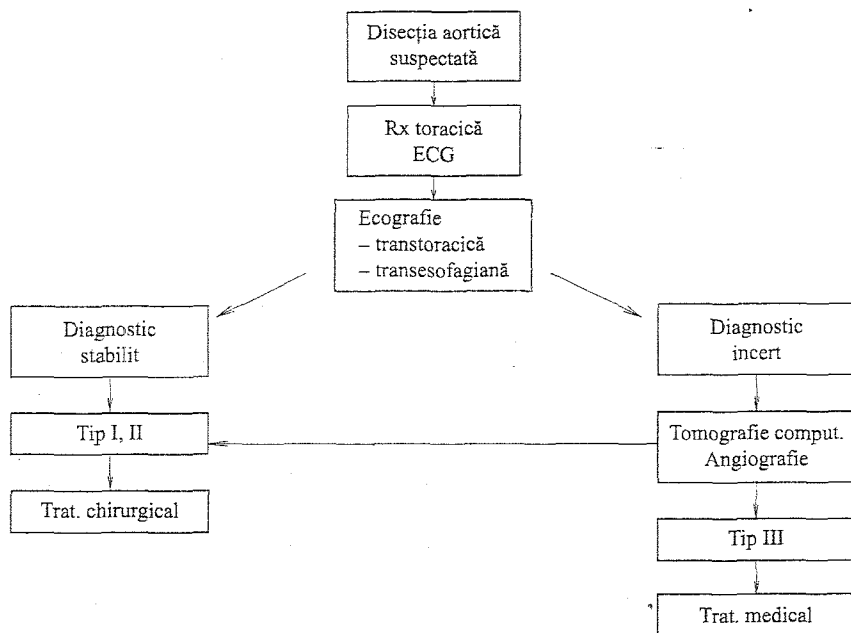 Disecția aortică
suspectată
Rx toracică
ECG
Ecografie
– transtoracică
– transesofagiană
Diagnostic
stabilit
Diagnostic
incert
Tip I, II
Tomografie comput.
Angiografie
Trat. chirurgical
Tip III
Trat. medical